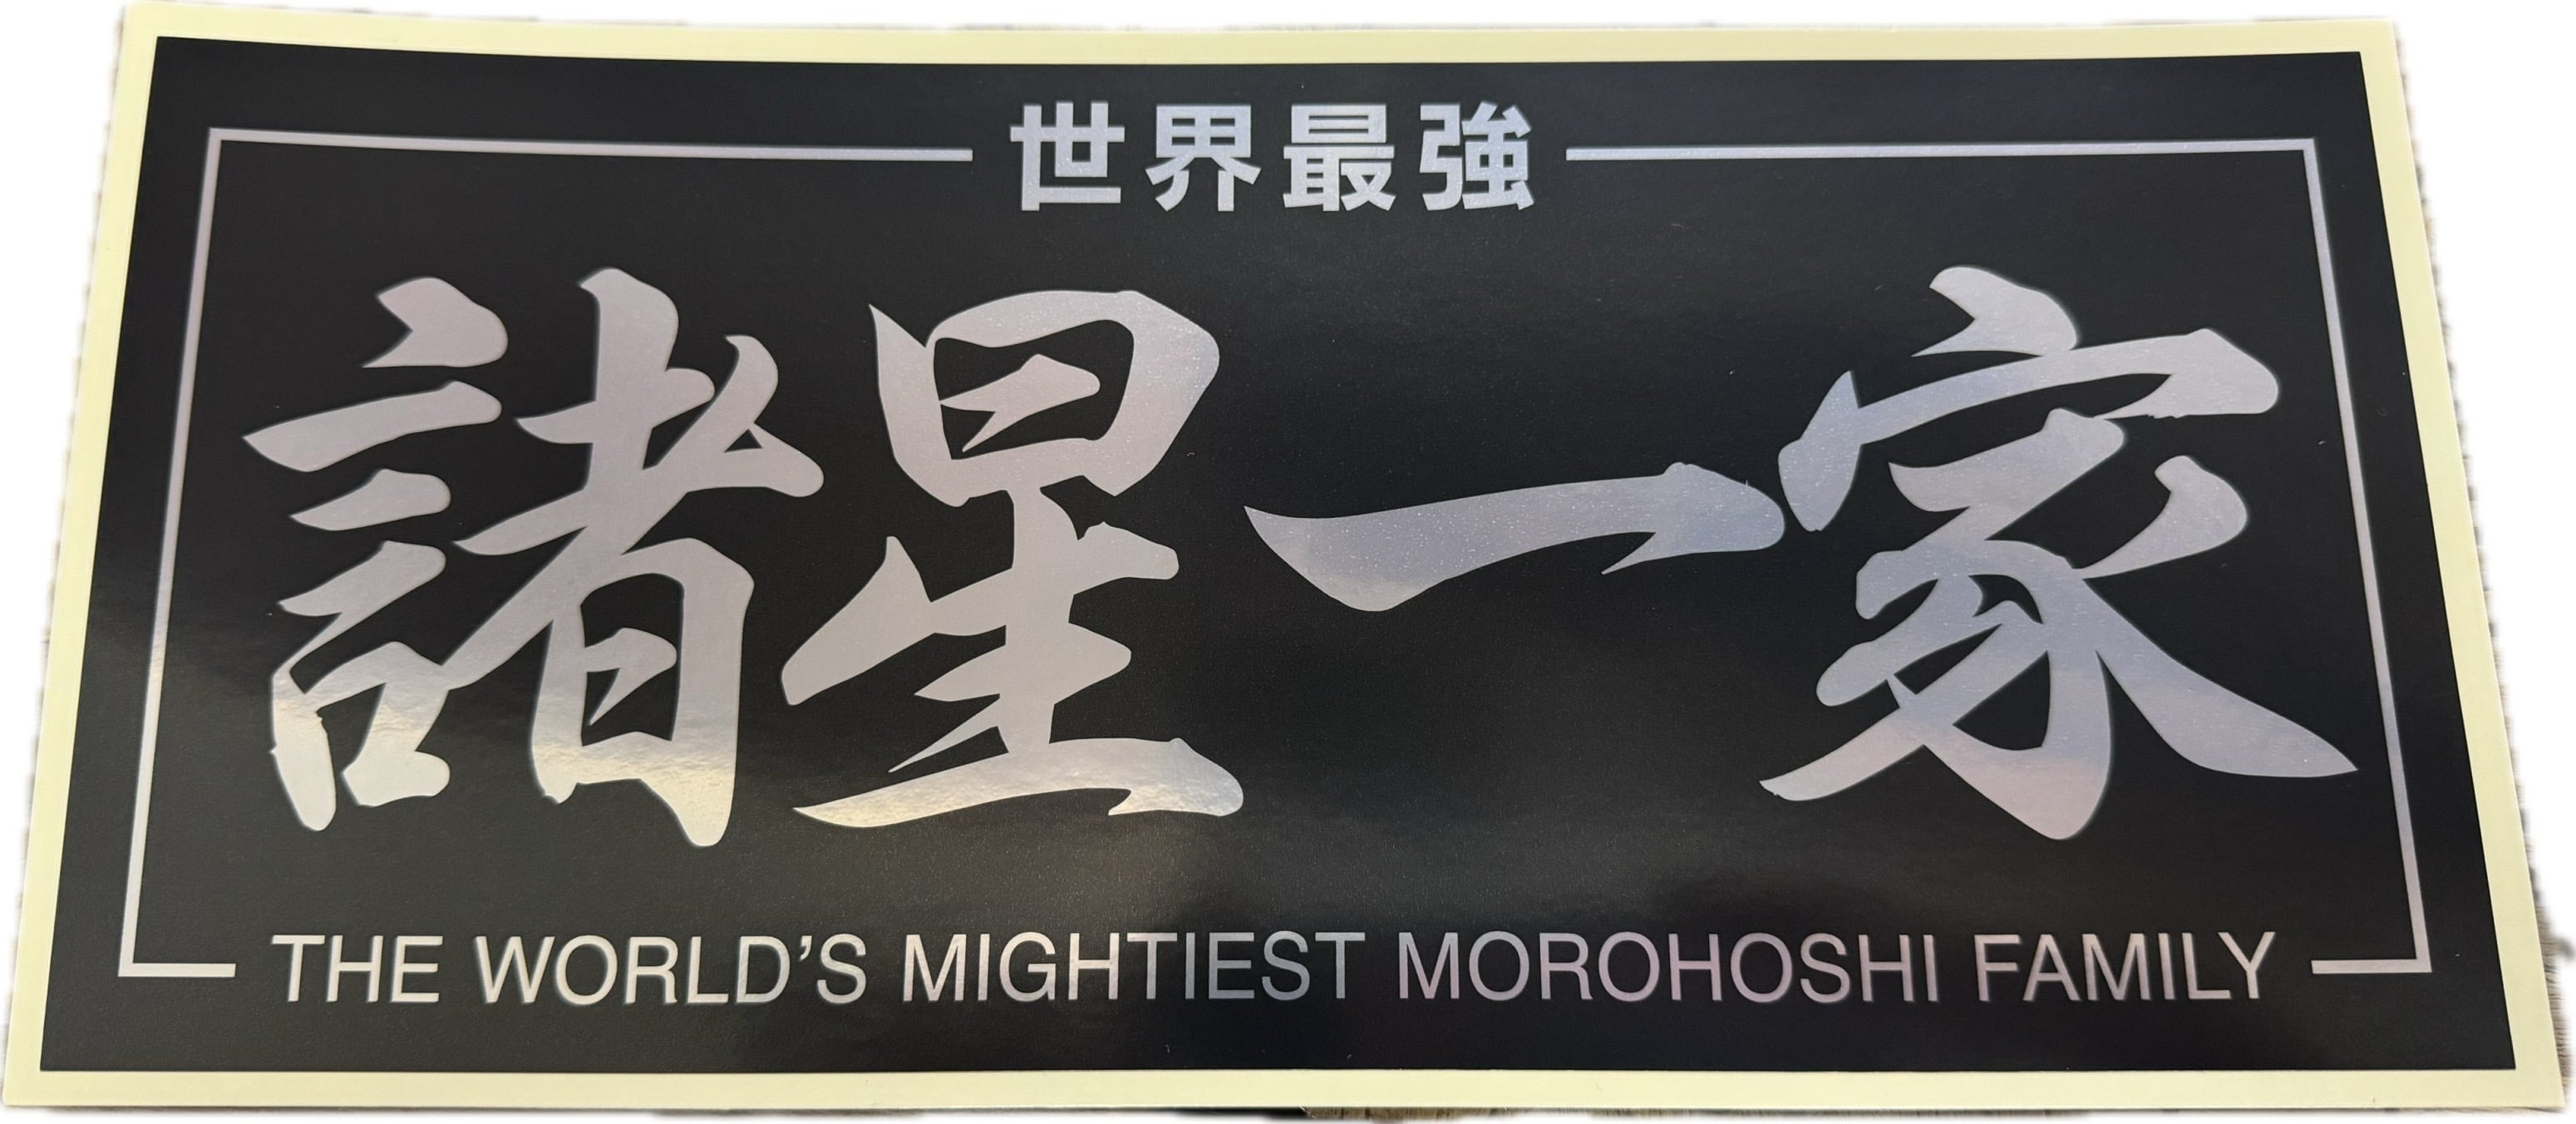 世界最強
諸星一家
THE WORLD'S MIGHTIEST MOROHOSHI FAMILY